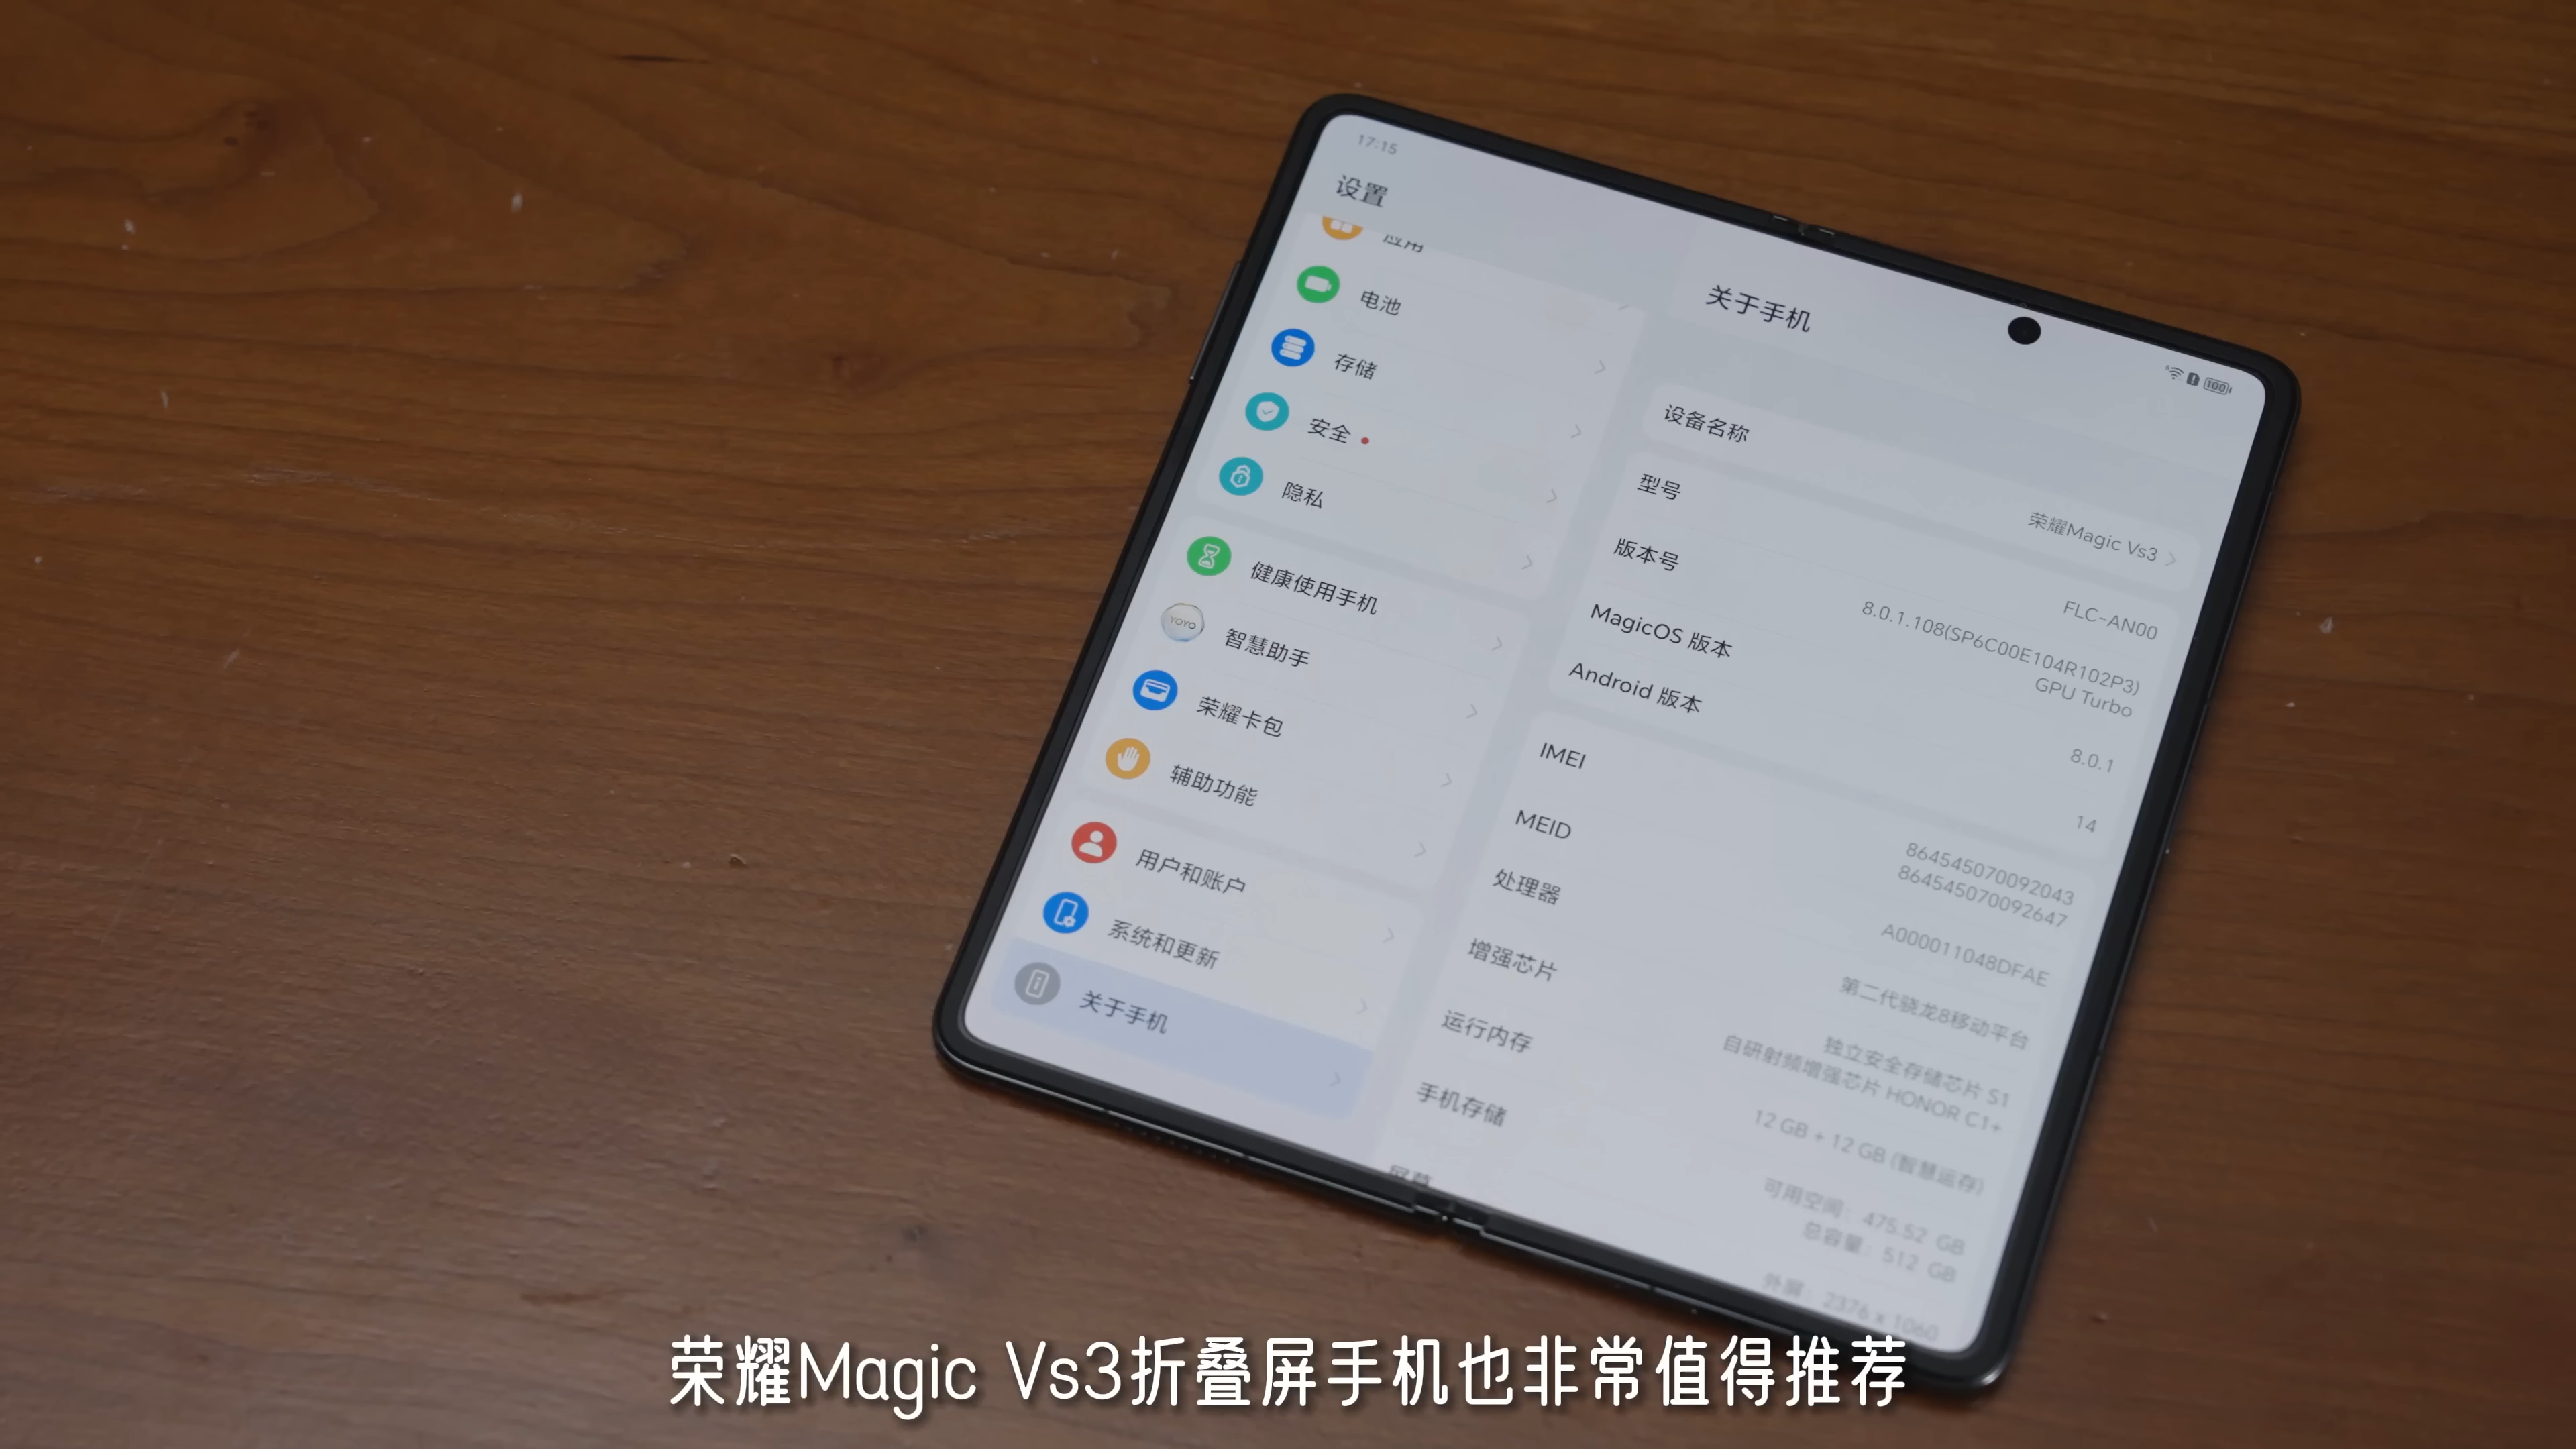 17:15
设置
应用
电池
存储
安全
隐私
健康使用手机
YOYO
智慧助手
荣耀卡包
辅助功能
用户和账户
系统和更新
关于手机
关于手机
100
设备名称
荣耀Magic Vs3
型号
FLC-AN00
版本号
8.0.1.108(SP6C00E104R102P3)
GPU Turbo
MagicOS 版本
8.0.1
Android 版本
14
IMEI
864545070092043
864545070092647
MEID
A000011048DFAE
处理器
第二代骁龙8移动平台
增强芯片
独立安全存储芯片 S1
自研射频增强芯片 HONOR C1+
运行内存
12 GB + 12 GB (智慧运存)
手机存储
可用空间：475.52 GB
总容量：512 GB
屏幕
外屏：2376 x 1060
荣耀Magic Vs3折叠屏手机也非常值得推荐